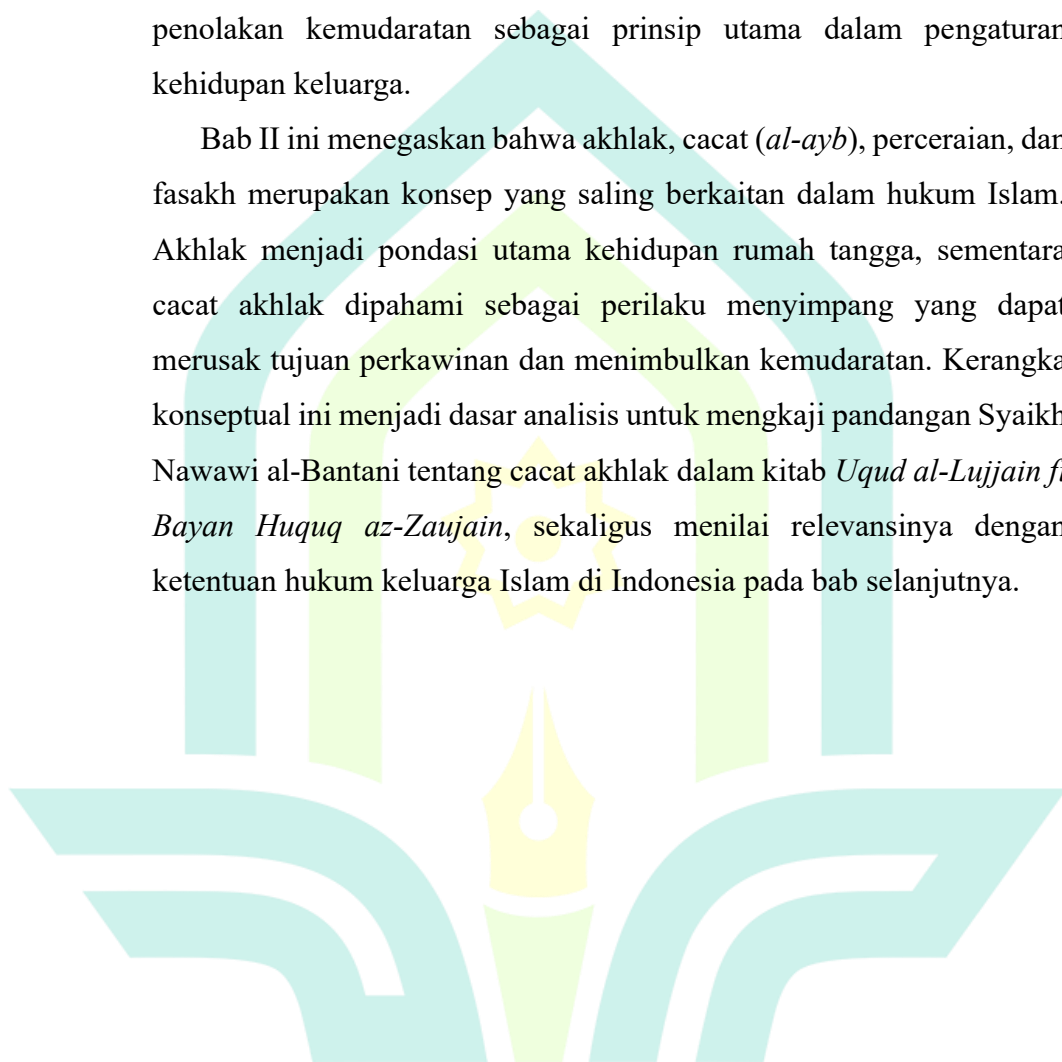 penolakan kemudaratan sebagai prinsip utama dalam pengaturan
kehidupan keluarga.
Bab II ini menegaskan bahwa akhlak, cacat (al-ayb), perceraian, dan
fasakh merupakan konsep yang saling berkaitan dalam hukum Islam.
Akhlak menjadi pondasi utama kehidupan rumah tangga, sementara
cacat akhlak dipahami sebagai perilaku menyimpang yang dapat
merusak tujuan perkawinan dan menimbulkan kemudaratan. Kerangka
konseptual ini menjadi dasar analisis untuk mengkaji pandangan Syaikh
Nawawi al-Bantani tentang cacat akhlak dalam kitab Uqud al-Lujjain fi
Bayan Huquq az-Zaujain, sekaligus menilai relevansinya dengan
ketentuan hukum keluarga Islam di Indonesia pada bab selanjutnya.